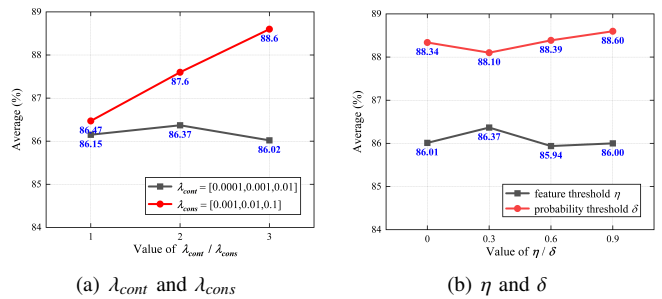 89
88
87
86
85
84
Average (%)
88.6
87.6
86.47
86.15
86.37
86.02
λcont = [0.0001,0.001,0.01]
λcons = [0.001,0.01,0.1]
1 2 3
Value of λcont / λcons
(a) λcont and λcons
89
88
87
86
85
84
Average (%)
88.34 88.10 88.39 88.60
86.01 86.37 85.94 86.00
feature threshold η
probability threshold δ
0 0.3 0.6 0.9
Value of η / δ
(b) η and δ